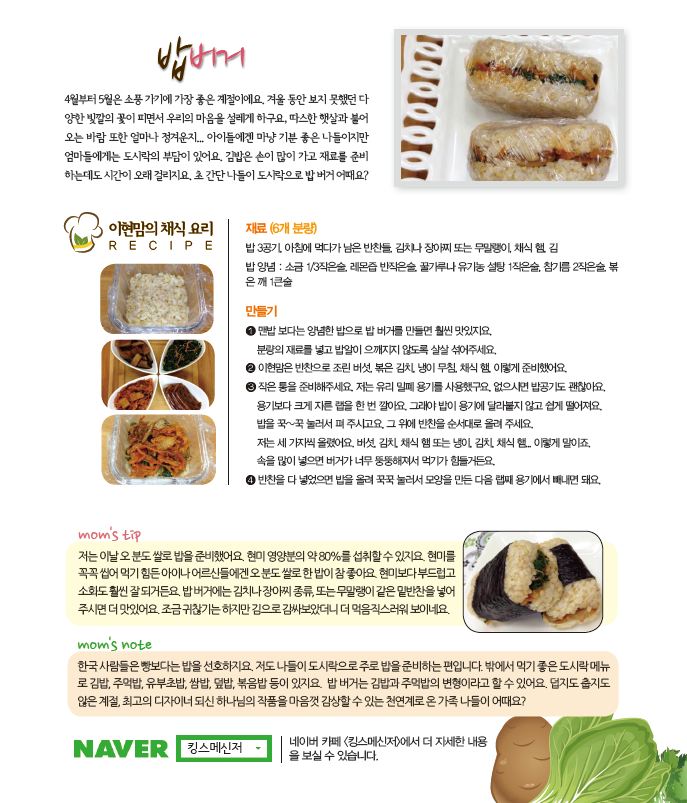 밥버거
4월부터 5월은 소풍 가기에 가장 좋은 계절이에요. 겨울 동안 보지 못했던 다
양한 빛깔의 꽃이 피면서 우리의 마음을 설레게 하구요, 따스한 햇살과 불어
오는 바람 또한 얼마나 정겨운지... 아이들에겐 마냥 기분 좋은 나들이지만
엄마들에게는 도시락의 부담이 있어요. 김밥은 손이 많이 가고 재료를 준비
하는데도 시간이 오래 걸리지요. 초 간단 나들이 도시락으로 밥 버거 어때요?
이현맘의 채식 요리
RECIPE
재료 (6개 분량)
밥 3공기, 아침에 먹다가 남은 반찬들, 김치나 장아찌 또는 무말랭이, 채식 햄, 김
밥 양념 : 소금 1/3작은술, 레몬즙 반작은술, 꿀가루나 유기농 설탕 1작은술, 참기름 2작은술, 볶
은 깨 1큰술
만들기
❶ 맨밥 보다는 양념한 밥으로 밥 버거를 만들면 훨씬 맛있지요.
분량의 재료를 넣고 밥알이 으깨지지 않도록 살살 섞어주세요.
❷ 이현맘은 반찬으로 조린 버섯, 볶은 김치, 냉이 무침, 채식 햄, 이렇게 준비했어요.
❸ 작은 통을 준비해주세요. 저는 유리 밀폐 용기를 사용했구요. 없으시면 밥공기도 괜찮아요.
용기보다 크게 자른 랩을 한 번 깔아요. 그래야 밥이 용기에 달라붙지 않고 쉽게 떨어져요.
밥을 꾹~꾹 눌러서 펴 주시고요. 그 위에 반찬을 순서대로 올려 주세요.
저는 세 가지씩 올렸어요. 버섯, 김치, 채식 햄 또는 냉이, 김치, 채식 햄... 이렇게 말이죠.
속을 많이 넣으면 버거가 너무 뚱뚱해져서 먹기가 힘들거든요.
❹ 반찬을 다 넣었으면 밥을 올려 꾹꾹 눌러서 모양을 만든 다음 랩째 용기에서 빼내면 돼요.
mom's tip
저는 이날 오 분도 쌀로 밥을 준비했어요. 현미 영양분의 약 80%를 섭취할 수 있지요. 현미를
꼭꼭 씹어 먹기 힘든 아이나 어르신들에겐 오 분도 쌀로 한 밥이 참 좋아요. 현미보다 부드럽고
소화도 훨씬 잘 되거든요. 밥 버거에는 김치나 장아찌 종류, 또는 무말랭이 같은 밑반찬을 넣어
주시면 더 맛있어요. 조금 귀찮기는 하지만 김으로 감싸보았더니 더 먹음직스러워 보이네요.
mom's note
한국 사람들은 빵보다는 밥을 선호하지요. 저도 나들이 도시락으로 주로 밥을 준비하는 편입니다. 밖에서 먹기 좋은 도시락 메뉴
로 김밥, 주먹밥, 유부초밥, 쌈밥, 덮밥, 볶음밥 등이 있지요. 밥 버거는 김밥과 주먹밥의 변형이라고 할 수 있어요. 덥지도 춥지도
않은 계절, 최고의 디자이너 되신 하나님의 작품을 마음껏 감상할 수 있는 천연계로 온 가족 나들이 어때요?
NAVER 킹스메신저
네이버 카페 <킹스메신저>에서 더 자세한 내용
을 보실 수 있습니다.